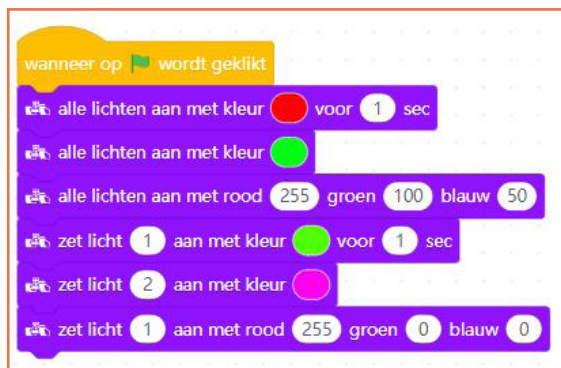 wanneer op wordt geklikt
alle lichten aan met kleur voor 1 sec
alle lichten aan met kleur
alle lichten aan met rood 255 groen 100 blauw 50
zet licht 1 aan met kleur voor 1 sec
zet licht 2 aan met kleur
zet licht 1 aan met rood 255 groen 0 blauw 0